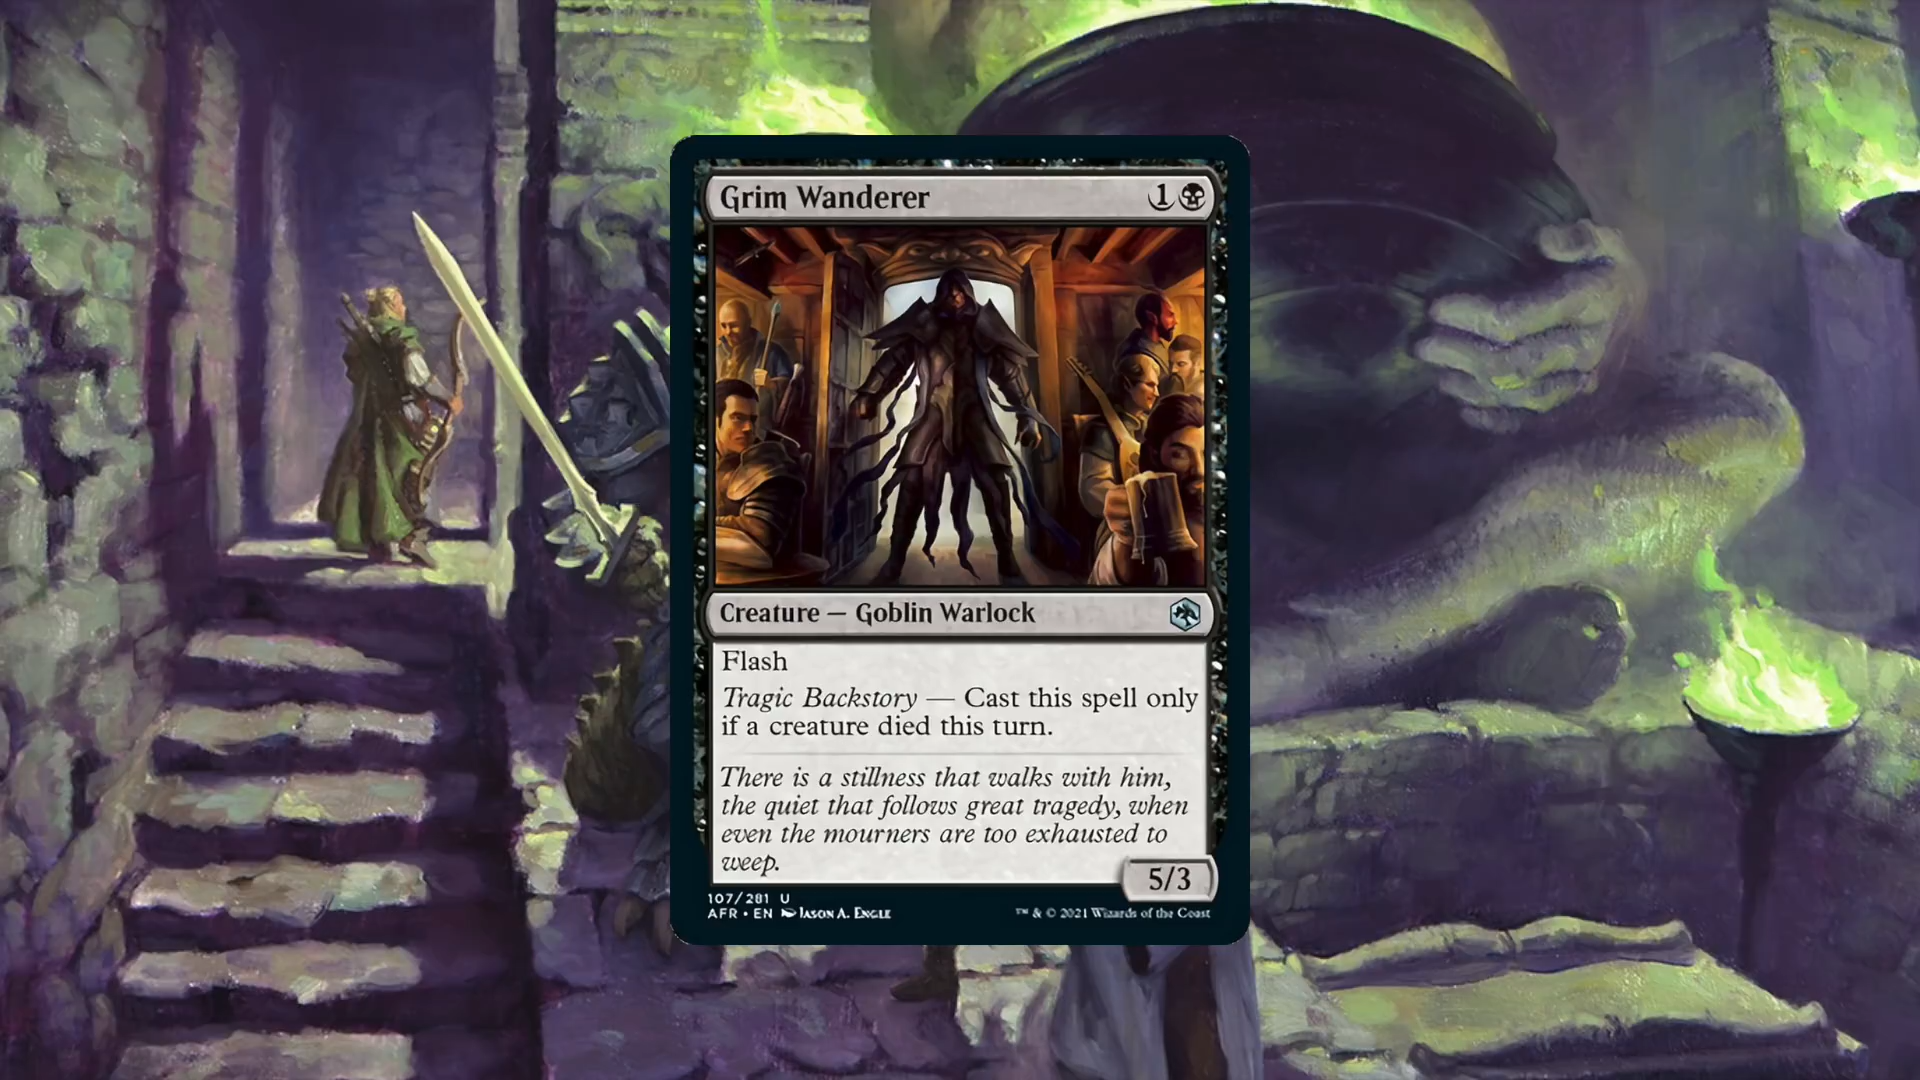 Grim Wanderer 1
Creature — Goblin Warlock
Flash
Tragic Backstory — Cast this spell only
if a creature died this turn.
There is a stillness that walks with him,
the quiet that follows great tragedy, when
even the mourners are too exhausted to
weep.
5/3
107/281 U
AFR • EN Jason A. Engle
™ & © 2021 Wizards of the Coast